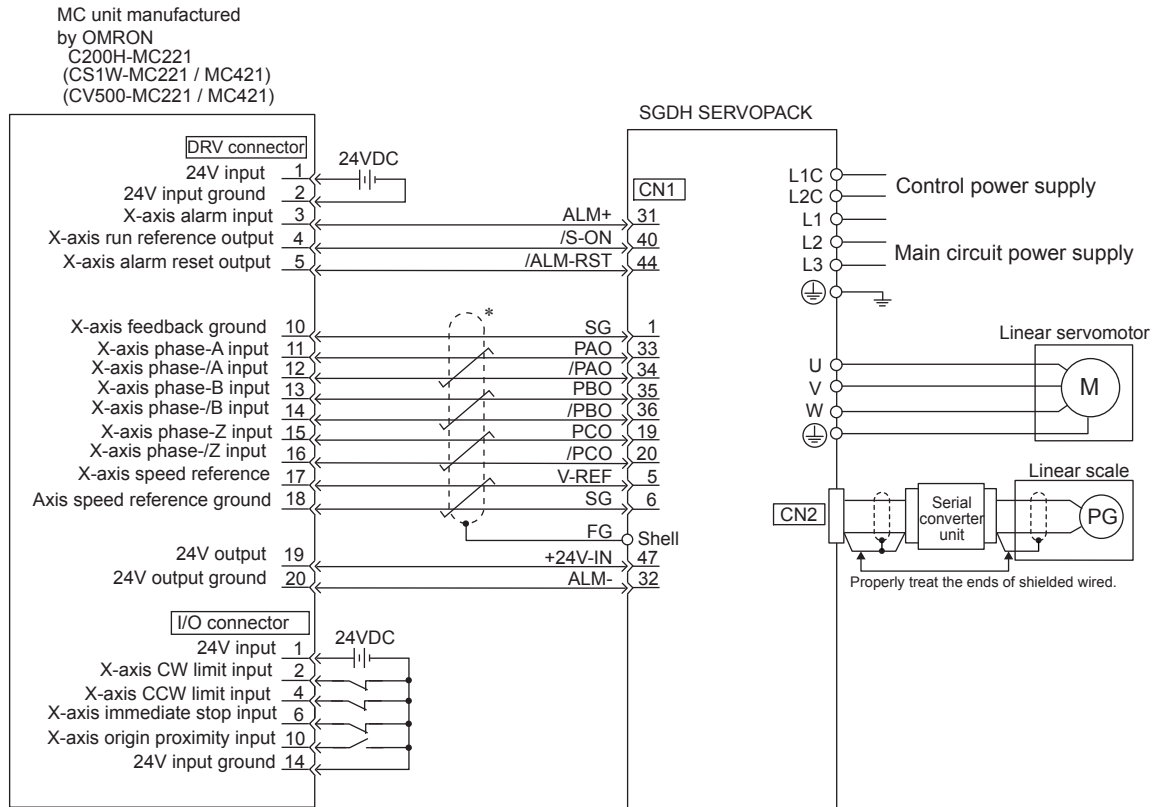 MC unit manufactured
by OMRON
C200H-MC221
(CS1W-MC221 / MC421)
(CV500-MC221 / MC421)
SGDH SERVOPACK
DRV connector
24VDC
24V input 1
24V input ground 2
X-axis alarm input 3 ALM+ 31
X-axis run reference output 4 /S-ON 40
X-axis alarm reset output 5 /ALM-RST 44
CN1
L1C
L2C
Control power supply
L1
L2
L3
Main circuit power supply
*
X-axis feedback ground 10 SG 1
X-axis phase-A input 11 PAO 33
X-axis phase-/A input 12 /PAO 34
X-axis phase-B input 13 PBO 35
X-axis phase-/B input 14 /PBO 36
X-axis phase-Z input 15 PCO 19
X-axis phase-/Z input 16 /PCO 20
X-axis speed reference 17 V-REF 5
Axis speed reference ground 18 SG 6
FG Shell
24V output 19 +24V-IN 47
24V output ground 20 ALM- 32
Linear servomotor
U
V
W
M
Linear scale
CN2
Serial
converter
unit
PG
Properly treat the ends of shielded wired.
I/O connector
24VDC
24V input 1
X-axis CW limit input 2
X-axis CCW limit input 4
X-axis immediate stop input 6
X-axis origin proximity input 10
24V input ground 14